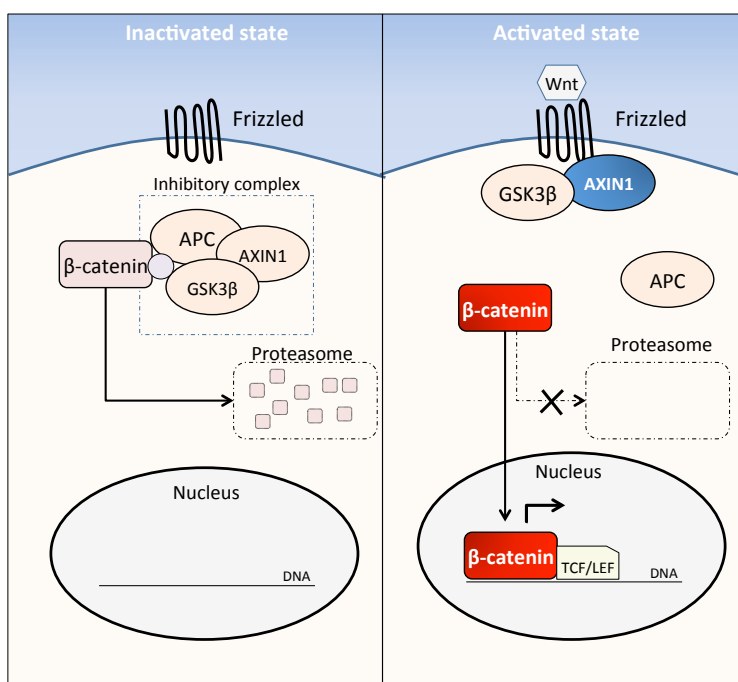 Inactivated state
Frizzled
Inhibitory complex
APC
AXIN1
β-catenin
GSK3β
Proteasome
Nucleus
DNA
Activated state
Wnt
Frizzled
AXIN1
GSK3β
APC
β-catenin
Proteasome
Nucleus
β-catenin
TCF/LEF
DNA